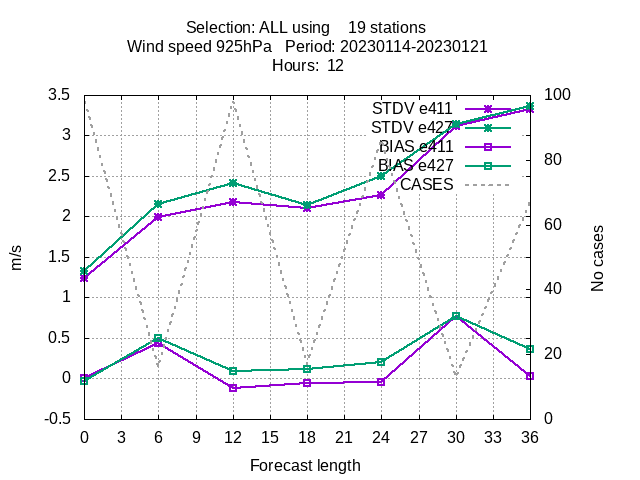 Selection: ALL using 19 stations
Wind speed 925hPa Period: 20230114-20230121
Hours: 12
3.5
3
2.5
2
1.5
1
0.5
0
-0.5
m/s
STDV e411
STDV e427
BIAS e411
BIAS e427
CASES
100
80
60
40
20
0
No cases
0 3 6 9 12 15 18 21 24 27 30 33 36
Forecast length